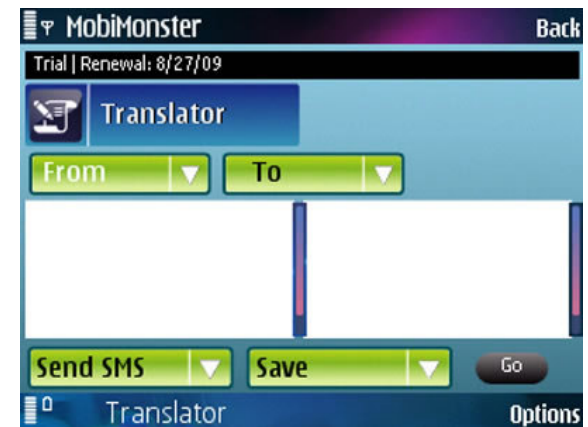 MobiMonster Back
Trial | Renewal: 8/27/09
Translator
From To
Send SMS Save Go
Translator Options